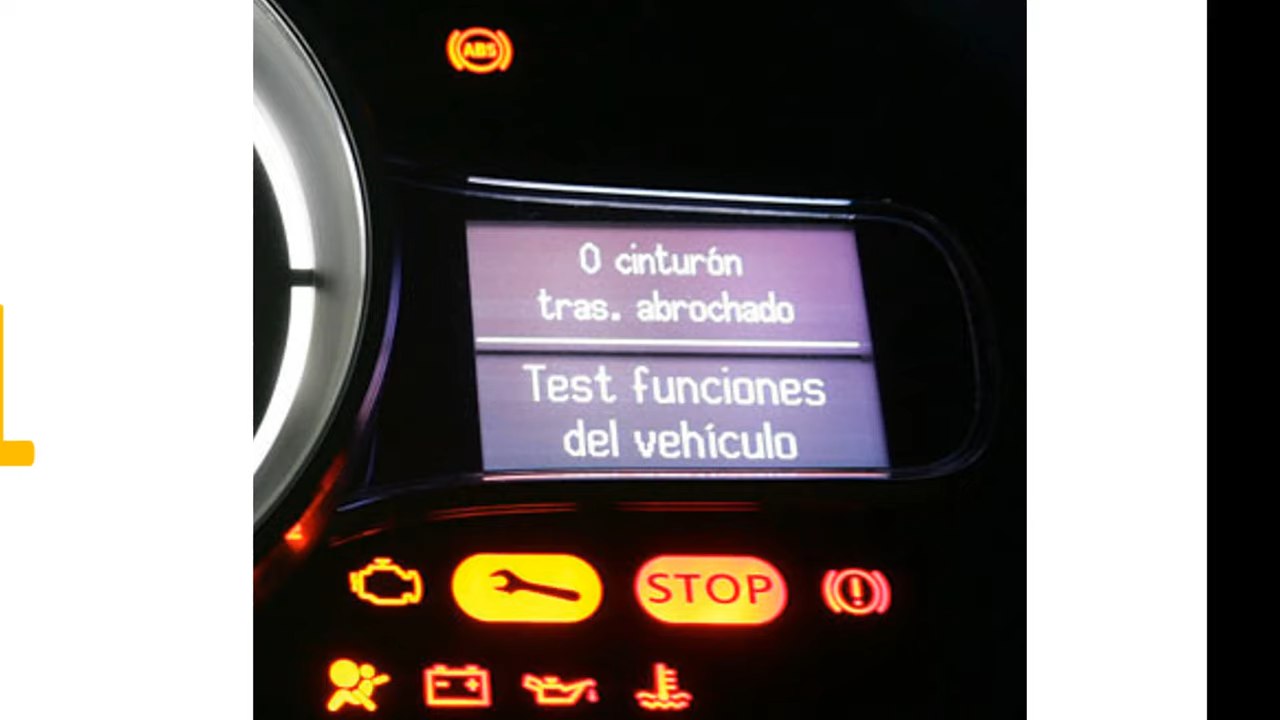 ABS
0 cinturón
tras. abrochado
Test funciones
del vehículo
STOP